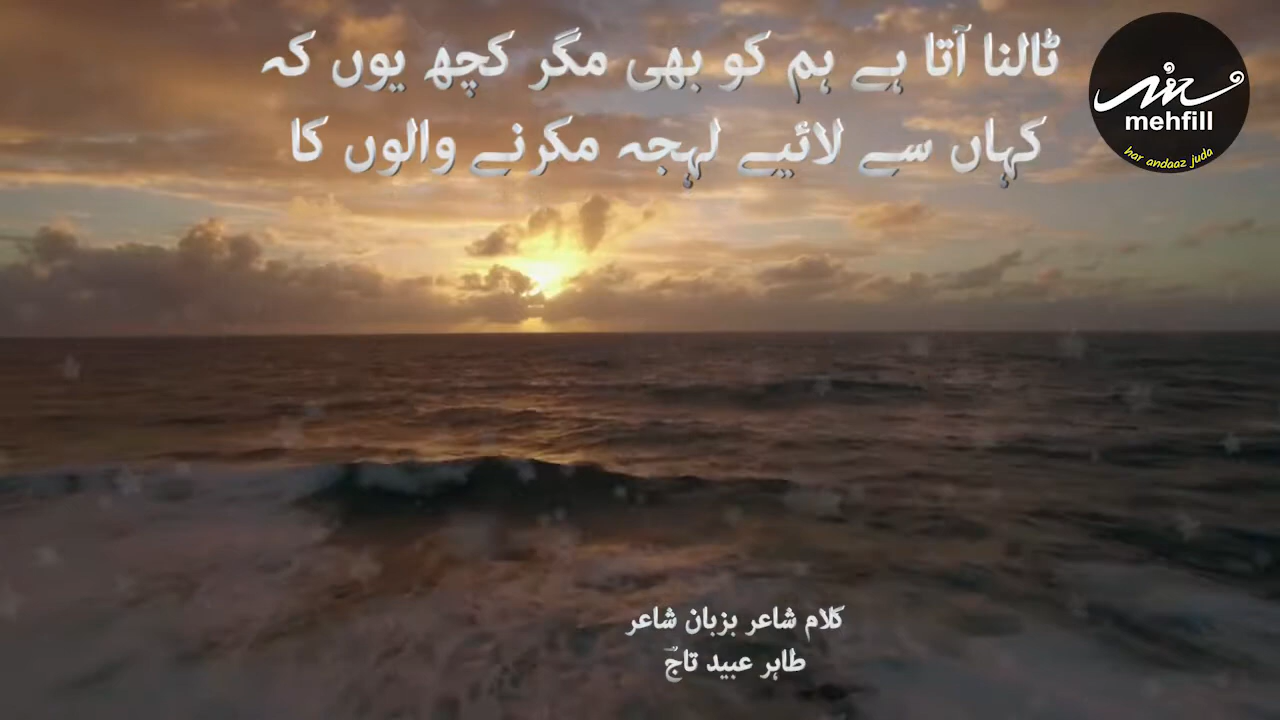 ٹالنا آتا ہے ہم کو بھی مگر کچھ یوں کہ
کہاں سے لائیے لہجہ مکرنے والوں کا
محفل
mehfill
har andaaz juda
کلام شاعر بزبان شاعر
طاہر عبید تاجؔ